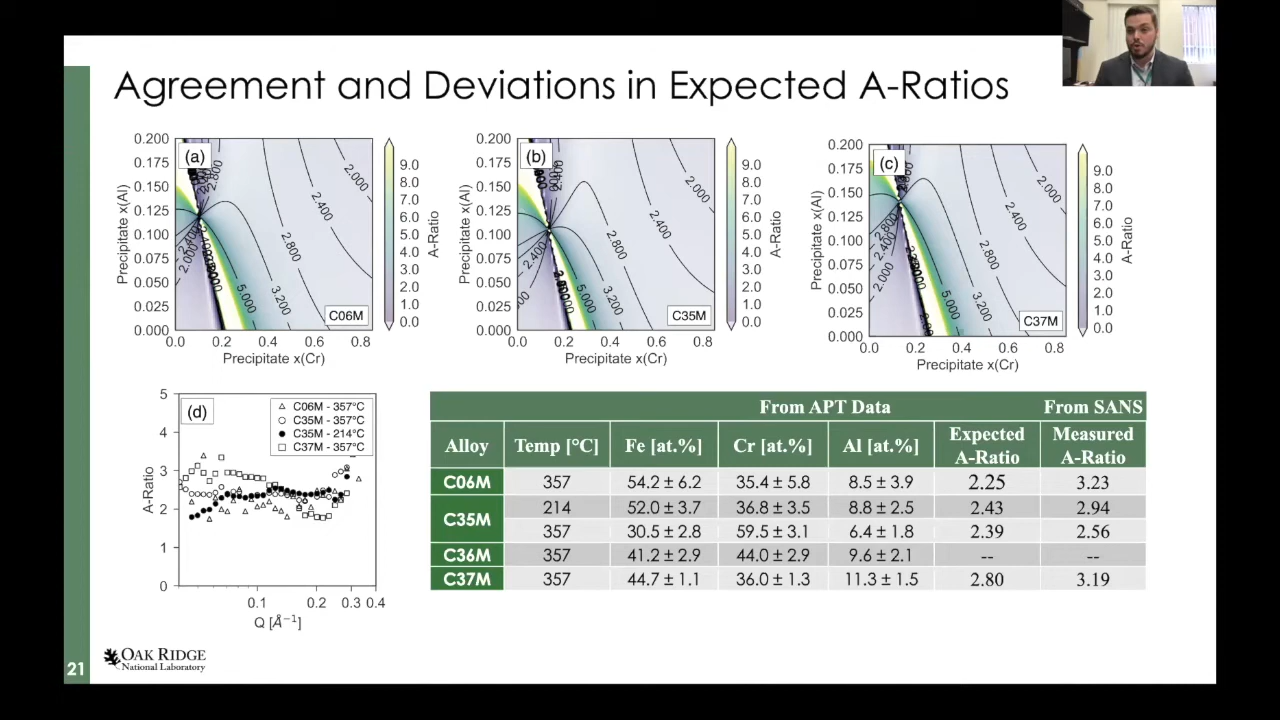 Agreement and Deviations in Expected A-Ratios
0.200
0.175
0.150
0.125
0.100
0.075
0.050
0.025
0.000
Precipitate x(Al)
(a)
2.000
2.400
2.800
3.200
5.000
2.000
C06M
0.0 0.2 0.4 0.6 0.8
Precipitate x(Cr)
9.0
8.0
7.0
6.0
5.0
4.0
3.0
2.0
1.0
0.0
A-Ratio
0.200
0.175
0.150
0.125
0.100
0.075
0.050
0.025
0.000
Precipitate x(Al)
(b)
2.400
2.000
2.400
2.800
3.200
5.000
2.400
C35M
0.0 0.2 0.4 0.6 0.8
Precipitate x(Cr)
9.0
8.0
7.0
6.0
5.0
4.0
3.0
2.0
1.0
0.0
A-Ratio
0.200
0.175
0.150
0.125
0.100
0.075
0.050
0.025
0.000
Precipitate x(Al)
(c)
2.000
2.400
2.800
3.200
5.000
2.800
2.400
2.000
C37M
0.0 0.2 0.4 0.6 0.8
Precipitate x(Cr)
9.0
8.0
7.0
6.0
5.0
4.0
3.0
2.0
1.0
0.0
A-Ratio
5
4
3
2
1
0
A-Ratio
(d)
C06M - 357°C
C35M - 357°C
C35M - 214°C
C37M - 357°C
0.1 0.2 0.3 0.4
Q [Å⁻¹]
From APT Data From SANS
Alloy Temp [°C] Fe [at.%] Cr [at.%] Al [at.%] Expected A-Ratio Measured A-Ratio
C06M 357 54.2 ± 6.2 35.4 ± 5.8 8.5 ± 3.9 2.25 3.23
C35M 214 52.0 ± 3.7 36.8 ± 3.5 8.8 ± 2.5 2.43 2.94
357 30.5 ± 2.8 59.5 ± 3.1 6.4 ± 1.8 2.39 2.56
C36M 357 41.2 ± 2.9 44.0 ± 2.9 9.6 ± 2.1 -- --
C37M 357 44.7 ± 1.1 36.0 ± 1.3 11.3 ± 1.5 2.80 3.19
21
OAK RIDGE
National Laboratory